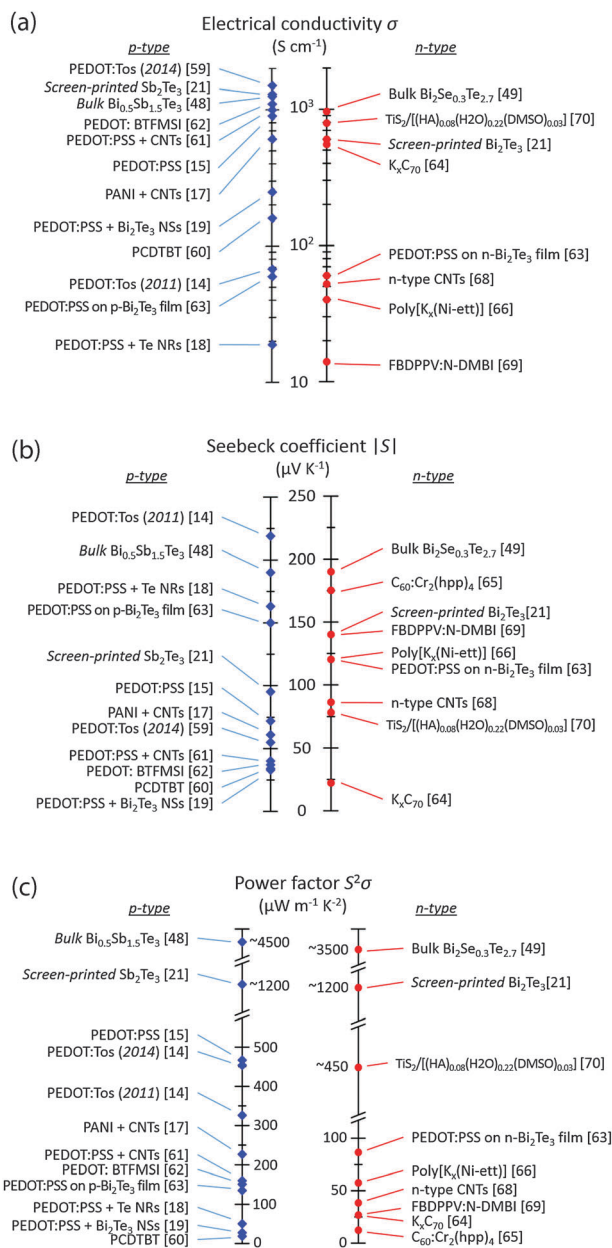 (a)
Electrical conductivity σ
(S cm⁻¹)
p-type
n-type
PEDOT:Tos (2014) [59]
Screen-printed Sb₂Te₃ [21]
Bulk Bi₀.₅Sb₁.₅Te₃ [48]
PEDOT: BTFMSI [62]
PEDOT:PSS + CNTs [61]
PEDOT:PSS [15]
PANI + CNTs [17]
PEDOT:PSS + Bi₂Te₃ NSs [19]
PCDTBT [60]
PEDOT:Tos (2011) [14]
PEDOT:PSS on p-Bi₂Te₃ film [63]
PEDOT:PSS + Te NRs [18]
10³
10²
10
Bulk Bi₂Se₀.₃Te₂.₇ [49]
TiS₂/[(HA)₀.₀₈(H2O)₀.₂₂(DMSO)₀.₀₃] [70]
Screen-printed Bi₂Te₃ [21]
KₓC₇₀ [64]
PEDOT:PSS on n-Bi₂Te₃ film [63]
n-type CNTs [68]
Poly[Kₓ(Ni-ett)] [66]
FBDPPV:N-DMBI [69]
(b)
Seebeck coefficient |S|
(μV K⁻¹)
p-type
n-type
PEDOT:Tos (2011) [14]
Bulk Bi₀.₅Sb₁.₅Te₃ [48]
PEDOT:PSS + Te NRs [18]
PEDOT:PSS on p-Bi₂Te₃ film [63]
Screen-printed Sb₂Te₃ [21]
PEDOT:PSS [15]
PANI + CNTs [17]
PEDOT:Tos (2014) [59]
PEDOT:PSS + CNTs [61]
PEDOT: BTFMSI [62]
PCDTBT [60]
PEDOT:PSS + Bi₂Te₃ NSs [19]
250
200
150
100
50
0
Bulk Bi₂Se₀.₃Te₂.₇ [49]
C₆₀:Cr₂(hpp)₄ [65]
Screen-printed Bi₂Te₃[21]
FBDPPV:N-DMBI [69]
Poly[Kₓ(Ni-ett)] [66]
PEDOT:PSS on n-Bi₂Te₃ film [63]
n-type CNTs [68]
TiS₂/[(HA)₀.₀₈(H2O)₀.₂₂(DMSO)₀.₀₃] [70]
KₓC₇₀ [64]
(c)
Power factor S²σ
(μW m⁻¹ K⁻²)
p-type
n-type
Bulk Bi₀.₅Sb₁.₅Te₃ [48]
Screen-printed Sb₂Te₃ [21]
PEDOT:PSS [15]
PEDOT:Tos (2014) [14]
PEDOT:Tos (2011) [14]
PANI + CNTs [17]
PEDOT:PSS + CNTs [61]
PEDOT: BTFMSI [62]
PEDOT:PSS on p-Bi₂Te₃ film [63]
PEDOT:PSS + Te NRs [18]
PEDOT:PSS + Bi₂Te₃ NSs [19]
PCDTBT [60]
~4500
~1200
500
400
300
200
100
0
~3500
~1200
~450
100
50
0
Bulk Bi₂Se₀.₃Te₂.₇ [49]
Screen-printed Bi₂Te₃[21]
TiS₂/[(HA)₀.₀₈(H2O)₀.₂₂(DMSO)₀.₀₃] [70]
PEDOT:PSS on n-Bi₂Te₃ film [63]
Poly[Kₓ(Ni-ett)] [66]
n-type CNTs [68]
FBDPPV:N-DMBI [69]
KₓC₇₀ [64]
C₆₀:Cr₂(hpp)₄ [65]